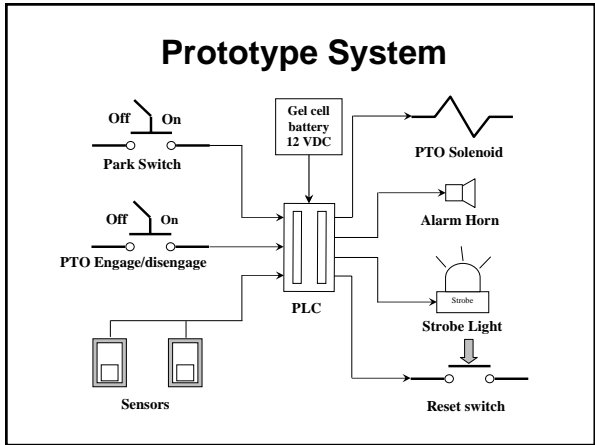 Prototype System
Off On
Park Switch
Gel cell
battery
12 VDC
PTO Solenoid
Alarm Horn
Off On
PTO Engage/disengage
PLC
Strobe
Strobe Light
Sensors
Reset switch